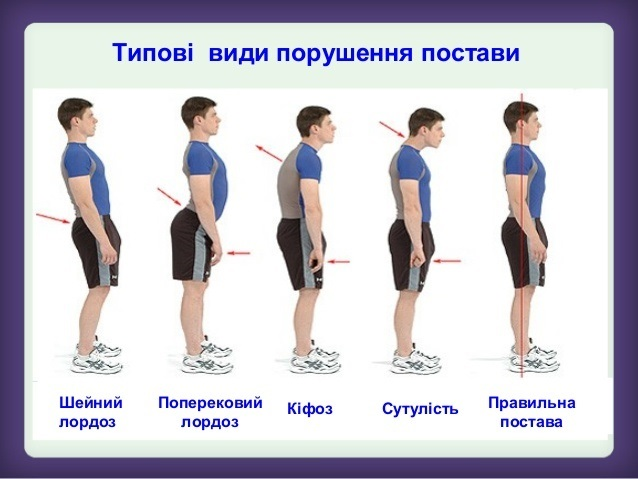 Типові види порушення постави
Шейний
лордоз
Поперековий
лордоз
Кіфоз
Сутулість
Правильна
постава